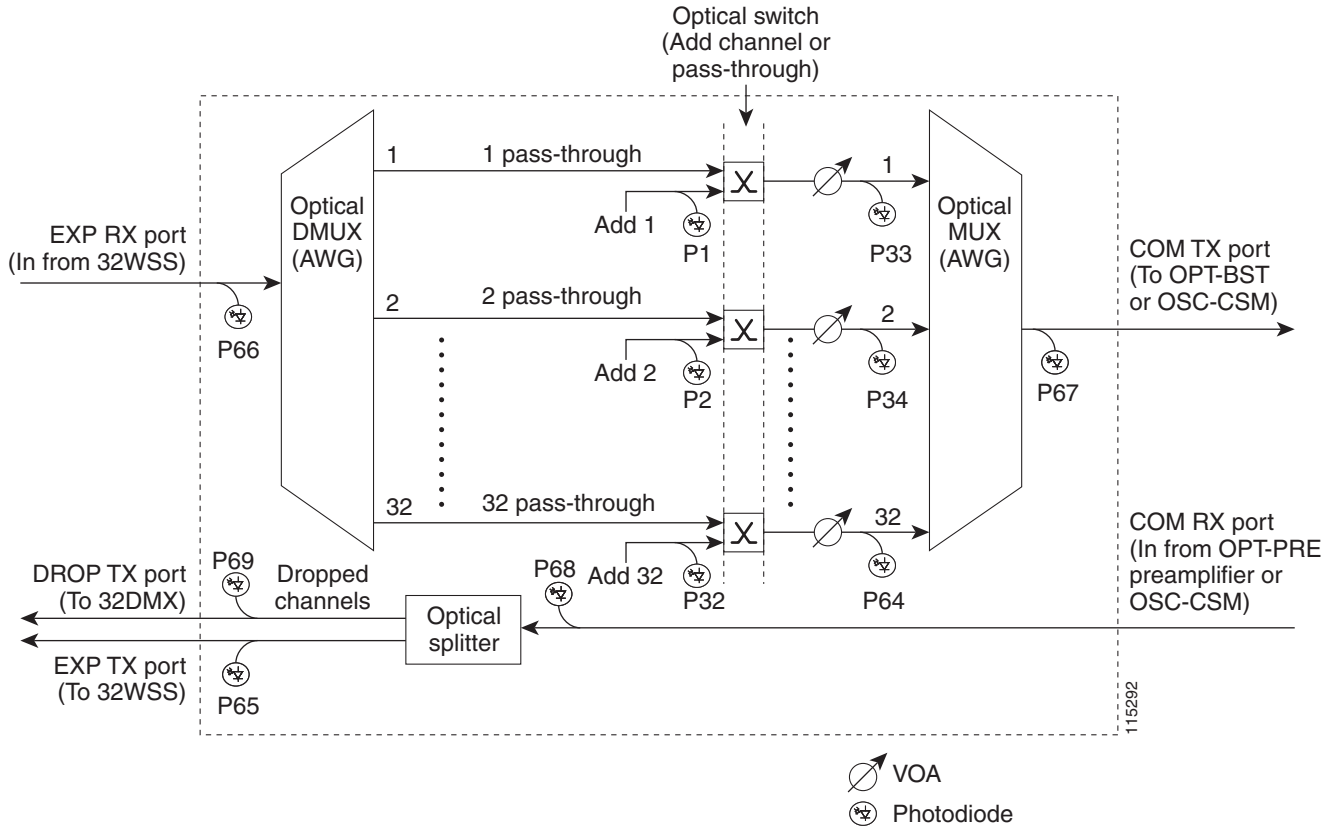 Optical switch
(Add channel or
pass-through)
1
1 pass-through
1
Optical
DMUX
(AWG)
Optical
MUX
(AWG)
Add 1
P1
P33
EXP RX port
(In from 32WSS)
COM TX port
(To OPT-BST
or OSC-CSM)
2
2 pass-through
2
P66
Add 2
P2
P34
P67
32
32 pass-through
32
COM RX port
(In from OPT-PRE
preamplifier or
OSC-CSM)
P69
P68
Add 32
P32
P64
DROP TX port
(To 32DMX)
Dropped
channels
Optical
splitter
EXP TX port
(To 32WSS)
P65
115292
VOA
Photodiode